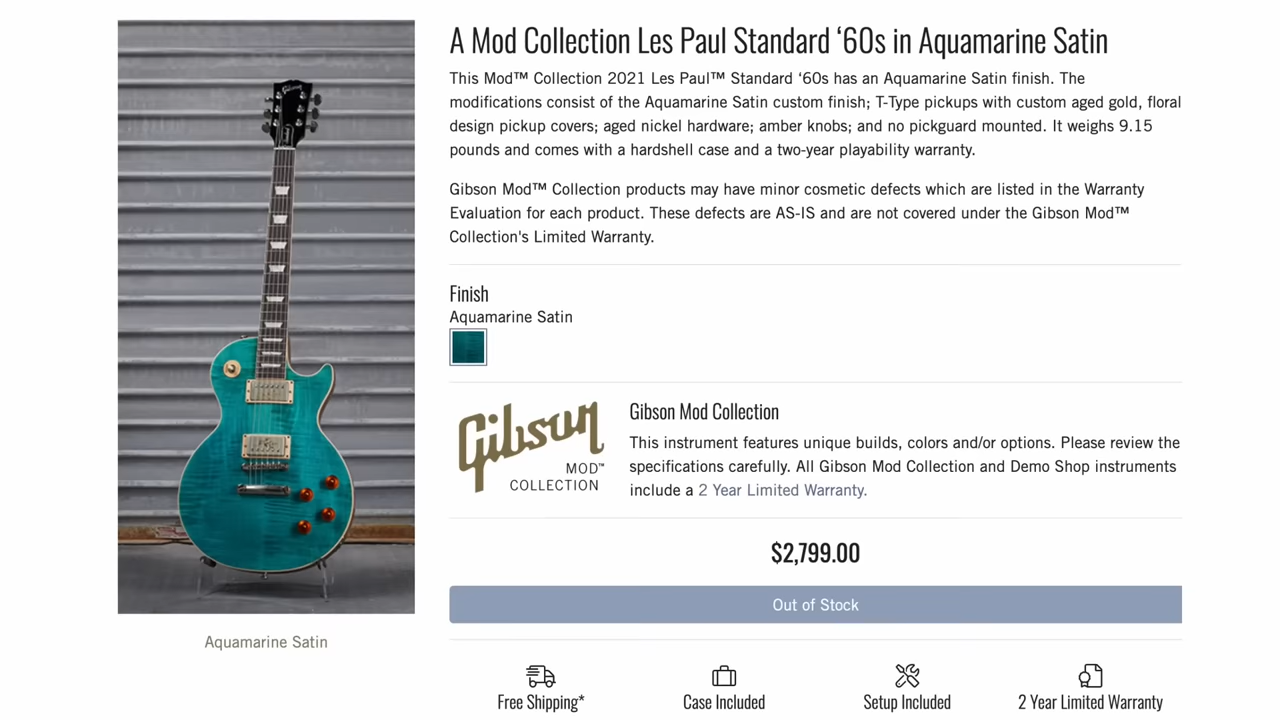 A Mod Collection Les Paul Standard ‘60s in Aquamarine Satin
This Mod™ Collection 2021 Les Paul™ Standard ‘60s has an Aquamarine Satin finish. The
modifications consist of the Aquamarine Satin custom finish; T-Type pickups with custom aged gold, floral
design pickup covers; aged nickel hardware; amber knobs; and no pickguard mounted. It weighs 9.15
pounds and comes with a hardshell case and a two-year playability warranty.
Gibson Mod™ Collection products may have minor cosmetic defects which are listed in the Warranty
Evaluation for each product. These defects are AS-IS and are not covered under the Gibson Mod™
Collection's Limited Warranty.
Finish
Aquamarine Satin
Gibson
MOD™
COLLECTION
Gibson Mod Collection
This instrument features unique builds, colors and/or options. Please review the
specifications carefully. All Gibson Mod Collection and Demo Shop instruments
include a 2 Year Limited Warranty.
$2,799.00
Out of Stock
Free Shipping*
Case Included
Setup Included
2 Year Limited Warranty
Gibson
Aquamarine Satin